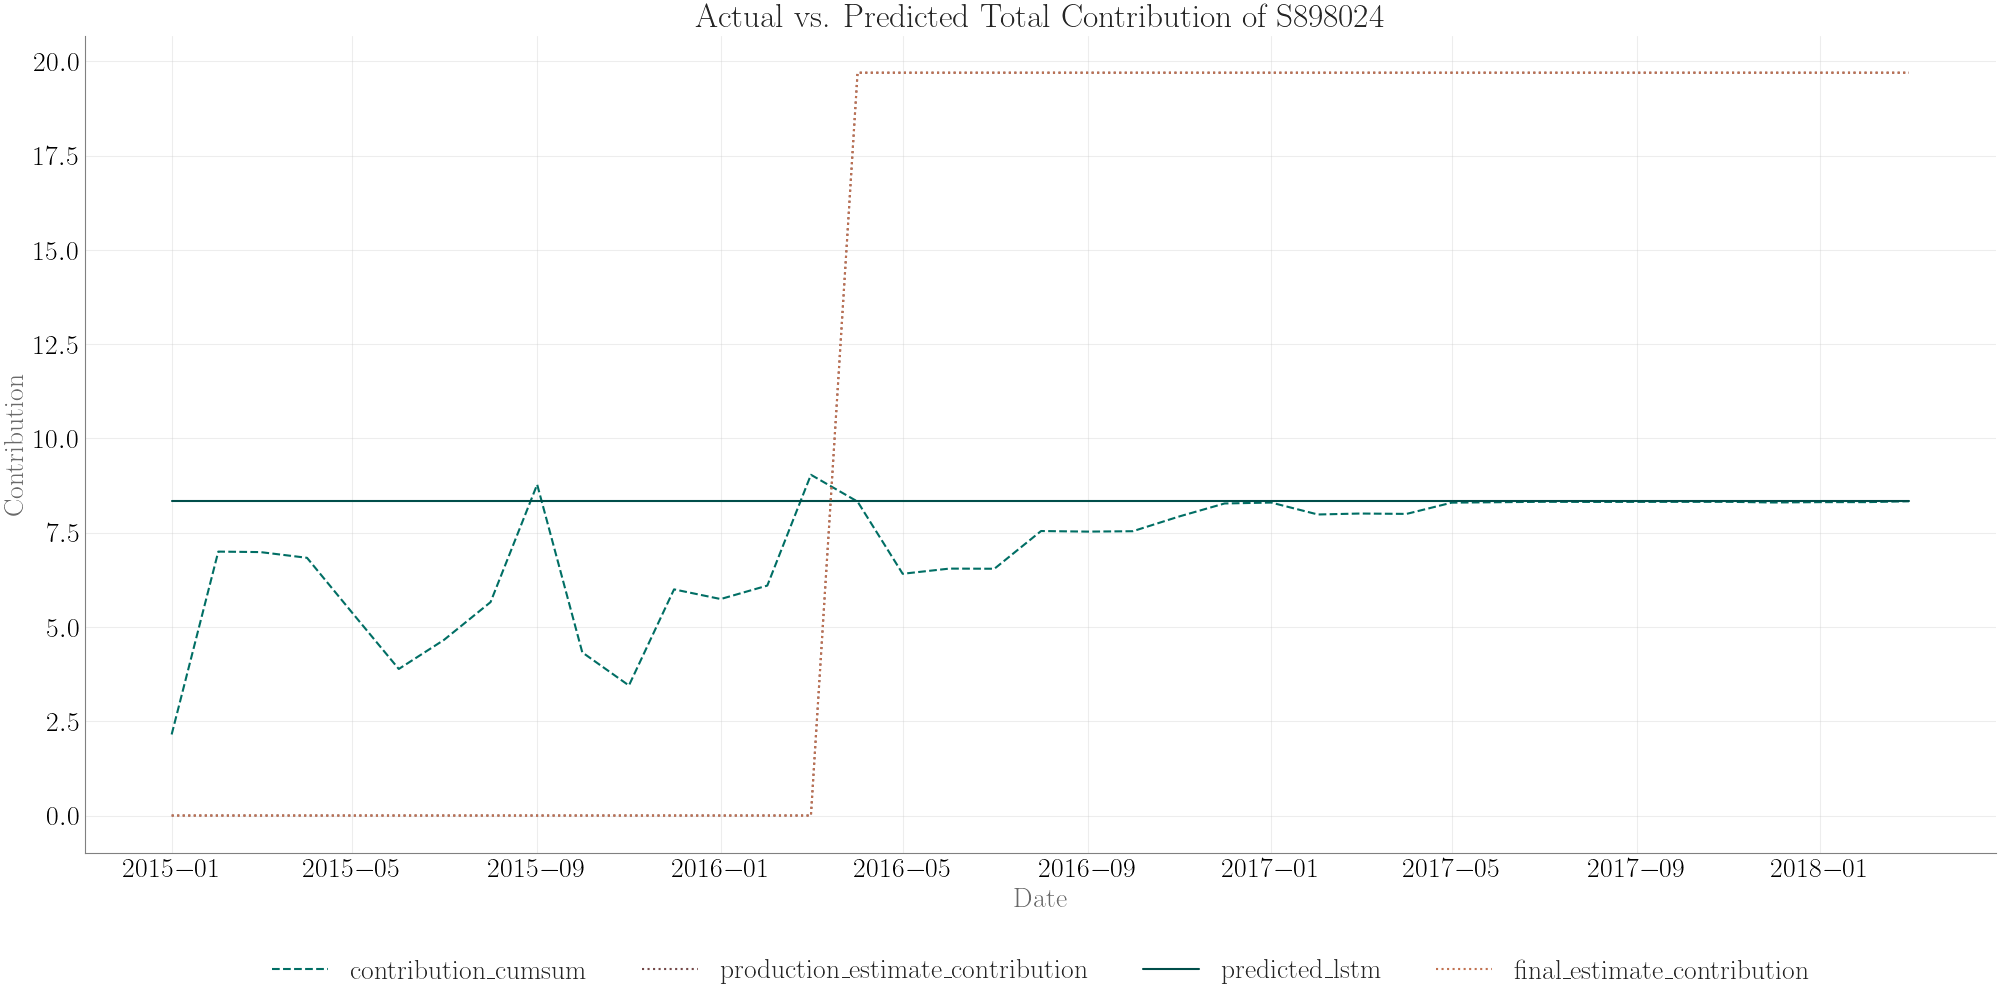 Actual vs. Predicted Total Contribution of S898024
20.0
17.5
15.0
12.5
10.0
7.5
5.0
2.5
0.0
Contribution
2015–01 2015–05 2015–09 2016–01 2016–05 2016–09 2017–01 2017–05 2017–09 2018–01
Date
contribution_cumsum production_estimate_contribution predicted_lstm final_estimate_contribution